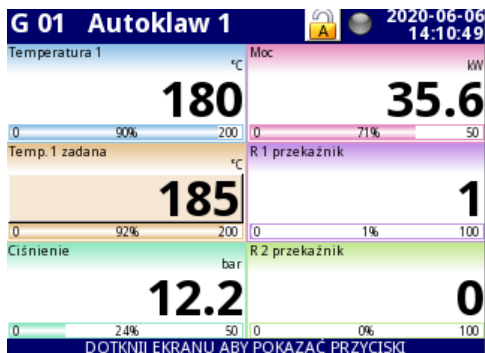 G 01 Autoklaw 1
A
2020-06-06
14:10:49
Temperatura 1
°C
180
0 90% 200
Moc
kW
35.6
0 71% 50
Temp. 1 zadana
°C
185
0 92% 200
R 1 przekaźnik
1
0 1% 100
Ciśnienie
bar
12.2
0 24% 50
R 2 przekaźnik
0
0 0% 100
DOTKNIJ EKRANU ABY POKAZAĆ PRZYCISKI